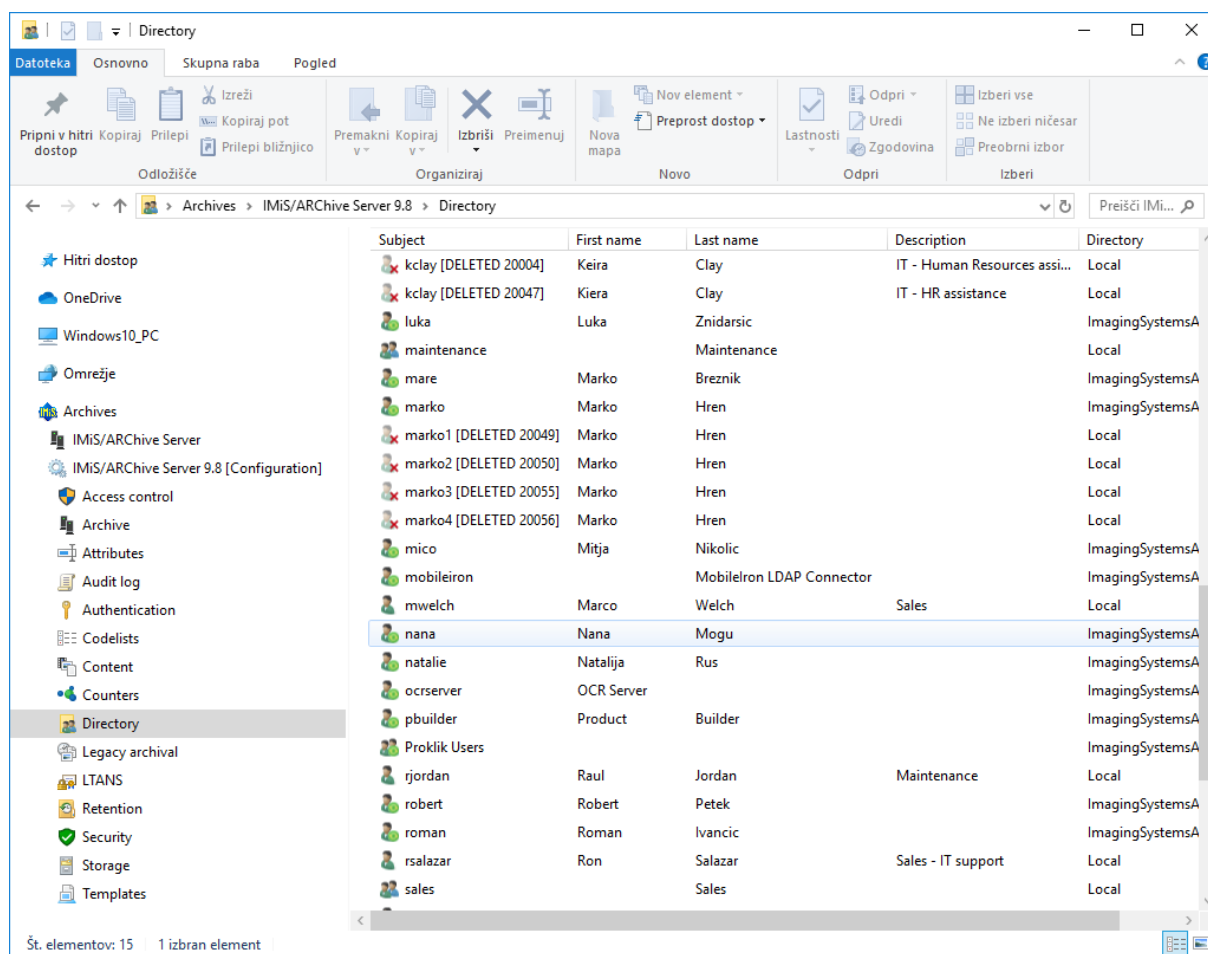 Directory
Datoteka Osnovno Skupna raba Pogled
Pripni v hitri dostop
Kopiraj
Prilepi
Izreži
Kopiraj pot
Prilepi bližnjico
Odložišče
Premakni v
Kopiraj v
Izbriši
Preimenuj
Organiziraj
Nova mapa
Nov element
Preprost dostop
Novo
Lastnosti
Odpri
Uredi
Zgodovina
Odpri
Izberi vse
Ne izberi ničesar
Preobrni izbor
Izberi
Archives > IMiS/ARChive Server 9.8 > Directory
Preišči IMi...
Hitri dostop
OneDrive
Windows10_PC
Omrežje
Archives
IMiS/ARChive Server
IMiS/ARChive Server 9.8 [Configuration]
Access control
Archive
Attributes
Audit log
Authentication
Codelists
Content
Counters
Directory
Legacy archival
LTANS
Retention
Security
Storage
Templates
Subject First name Last name Description Directory
kclay [DELETED 20004] Keira Clay IT - Human Resources assi... Local
kclay [DELETED 20047] Kiera Clay IT - HR assistance Local
luka Luka Znidarsic ImagingSystemsA
maintenance Maintenance Local
mare Marko Breznik ImagingSystemsA
marko Marko Hren ImagingSystemsA
marko1 [DELETED 20049] Marko Hren Local
marko2 [DELETED 20050] Marko Hren Local
marko3 [DELETED 20055] Marko Hren Local
marko4 [DELETED 20056] Marko Hren Local
mico Mitja Nikolic ImagingSystemsA
mobileiron MobileIron LDAP Connector ImagingSystemsA
mwelch Marco Welch Sales Local
nana Nana Mogu ImagingSystemsA
natalie Natalija Rus ImagingSystemsA
ocrserver OCR Server ImagingSystemsA
pbuilder Product Builder ImagingSystemsA
Proklik Users ImagingSystemsA
rjordan Raul Jordan Maintenance Local
robert Robert Petek ImagingSystemsA
roman Roman Ivancic ImagingSystemsA
rsalazar Ron Salazar Sales - IT support Local
sales Sales Local
Št. elementov: 15 1 izbran element